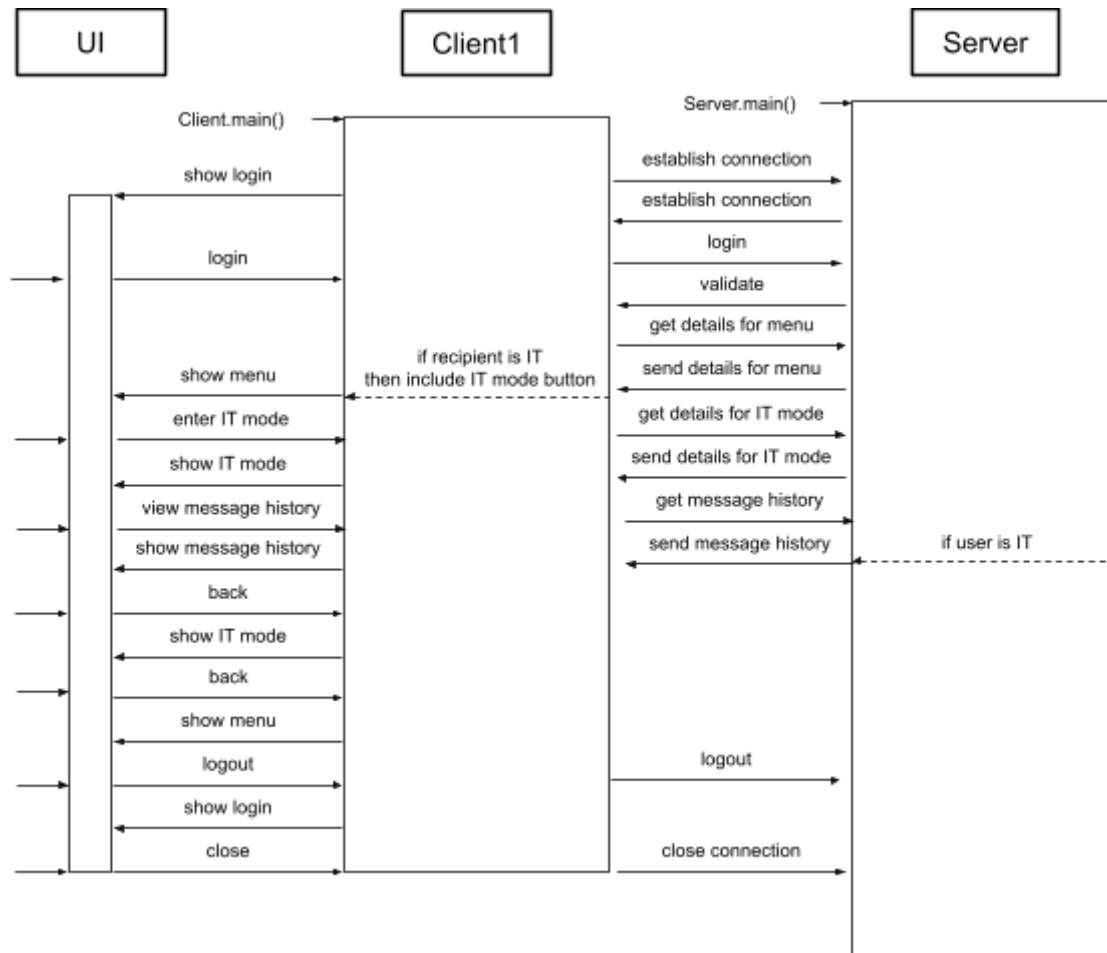 UI
Client1
Server
Client.main()
Server.main()
establish connection
show login
establish connection
login
login
validate
get details for menu
if recipient is IT
then include IT mode button
show menu
send details for menu
enter IT mode
get details for IT mode
show IT mode
send details for IT mode
view message history
get message history
show message history
send message history
if user is IT
back
show IT mode
back
show menu
logout
logout
show login
close
close connection